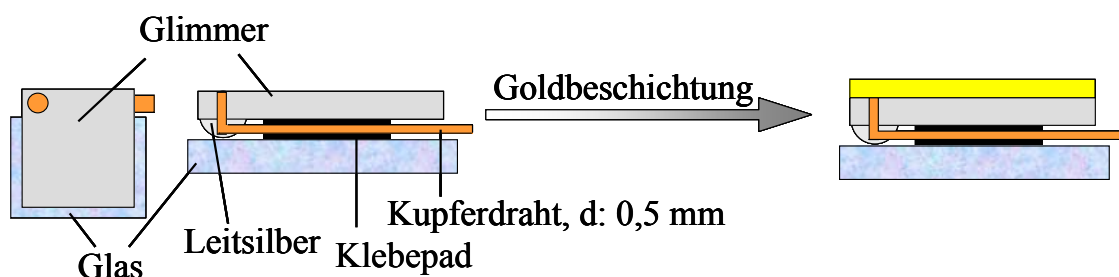 Glimmer
Goldbeschichtung
Kupferdraht, d: 0,5 mm
Leitsilber
Klebepad
Glas